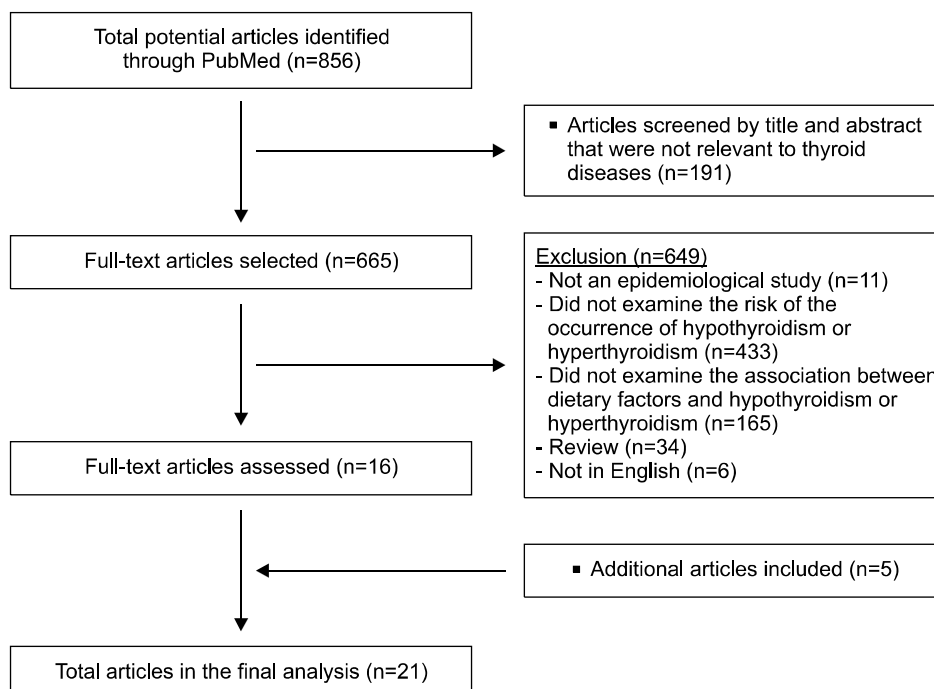 Total potential articles identified
through PubMed (n=856)
▪ Articles screened by title and abstract
that were not relevant to thyroid
diseases (n=191)
Full-text articles selected (n=665)
Exclusion (n=649)
- Not an epidemiological study (n=11)
- Did not examine the risk of the
occurrence of hypothyroidism or
hyperthyroidism (n=433)
- Did not examine the association between
dietary factors and hypothyroidism or
hyperthyroidism (n=165)
- Review (n=34)
- Not in English (n=6)
Full-text articles assessed (n=16)
▪ Additional articles included (n=5)
Total articles in the final analysis (n=21)